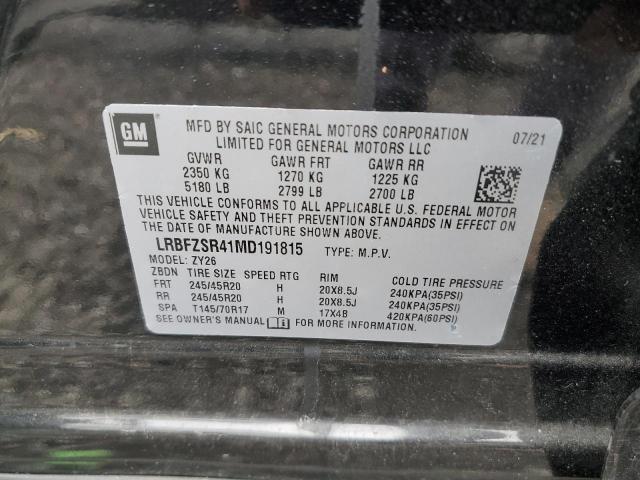 GM
MFD BY SAIC GENERAL MOTORS CORPORATION 07/21
LIMITED FOR GENERAL MOTORS LLC
GVWR GAWR FRT GAWR RR
2350 KG 1270 KG 1225 KG
5180 LB 2799 LB 2700 LB
THIS VEHICLE CONFORMS TO ALL APPLICABLE U.S. FEDERAL MOTOR
VEHICLE SAFETY AND THEFT PREVENTION STANDARDS IN EFFECT ON
THE DATE OF MANUFACTURE SHOWN ABOVE.
LRBFZSR41MD191815 TYPE: M.P.V.
MODEL: ZY26
ZBDN TIRE SIZE SPEED RTG RIM COLD TIRE PRESSURE
FRT 245/45R20 H 20X8.5J 240KPA(35PSI)
RR 245/45R20 H 20X8.5J 240KPA(35PSI)
SPA T145/70R17 M 17X4B 420KPA(60PSI)
SEE OWNER'S MANUAL FOR MORE INFORMATION.